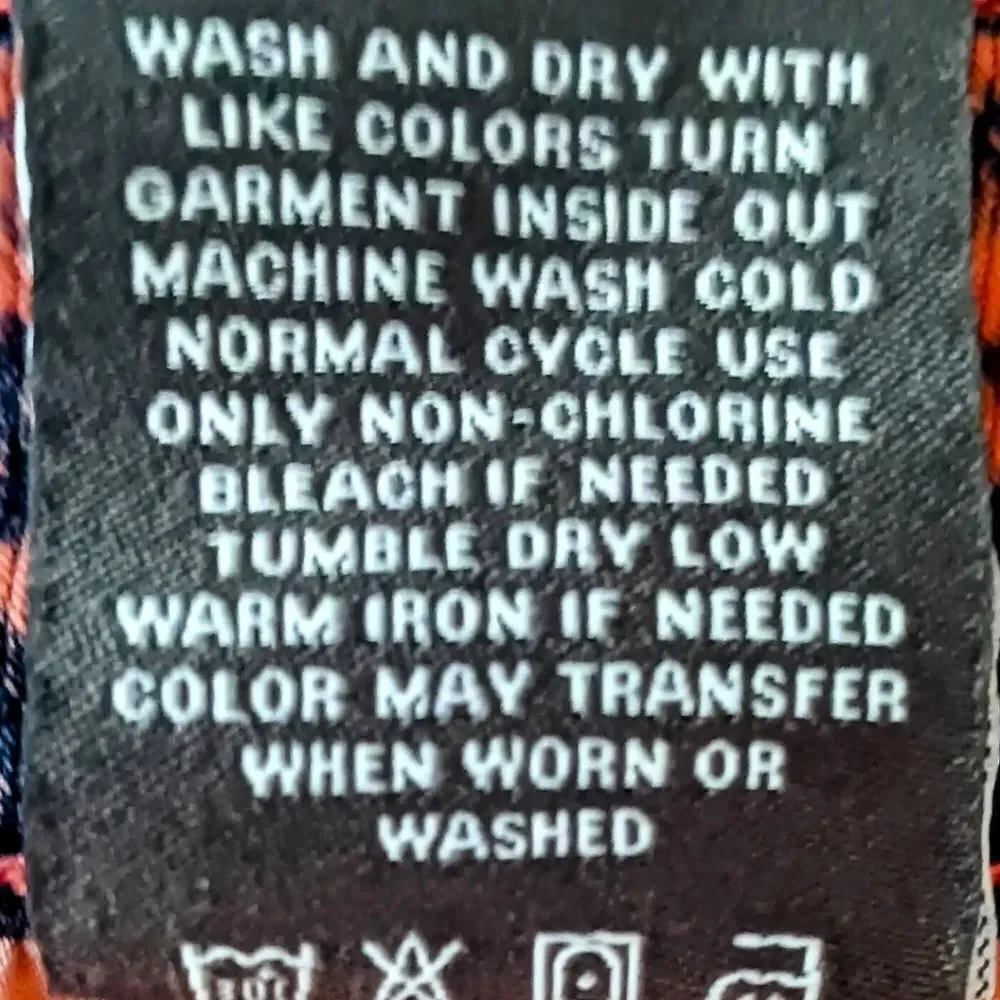 WASH AND DRY WITH
LIKE COLORS TURN
GARMENT INSIDE OUT
MACHINE WASH COLD
NORMAL CYCLE USE
ONLY NON-CHLORINE
BLEACH IF NEEDED
TUMBLE DRY LOW
WARM IRON IF NEEDED
COLOR MAY TRANSFER
WHEN WORN OR
WASHED